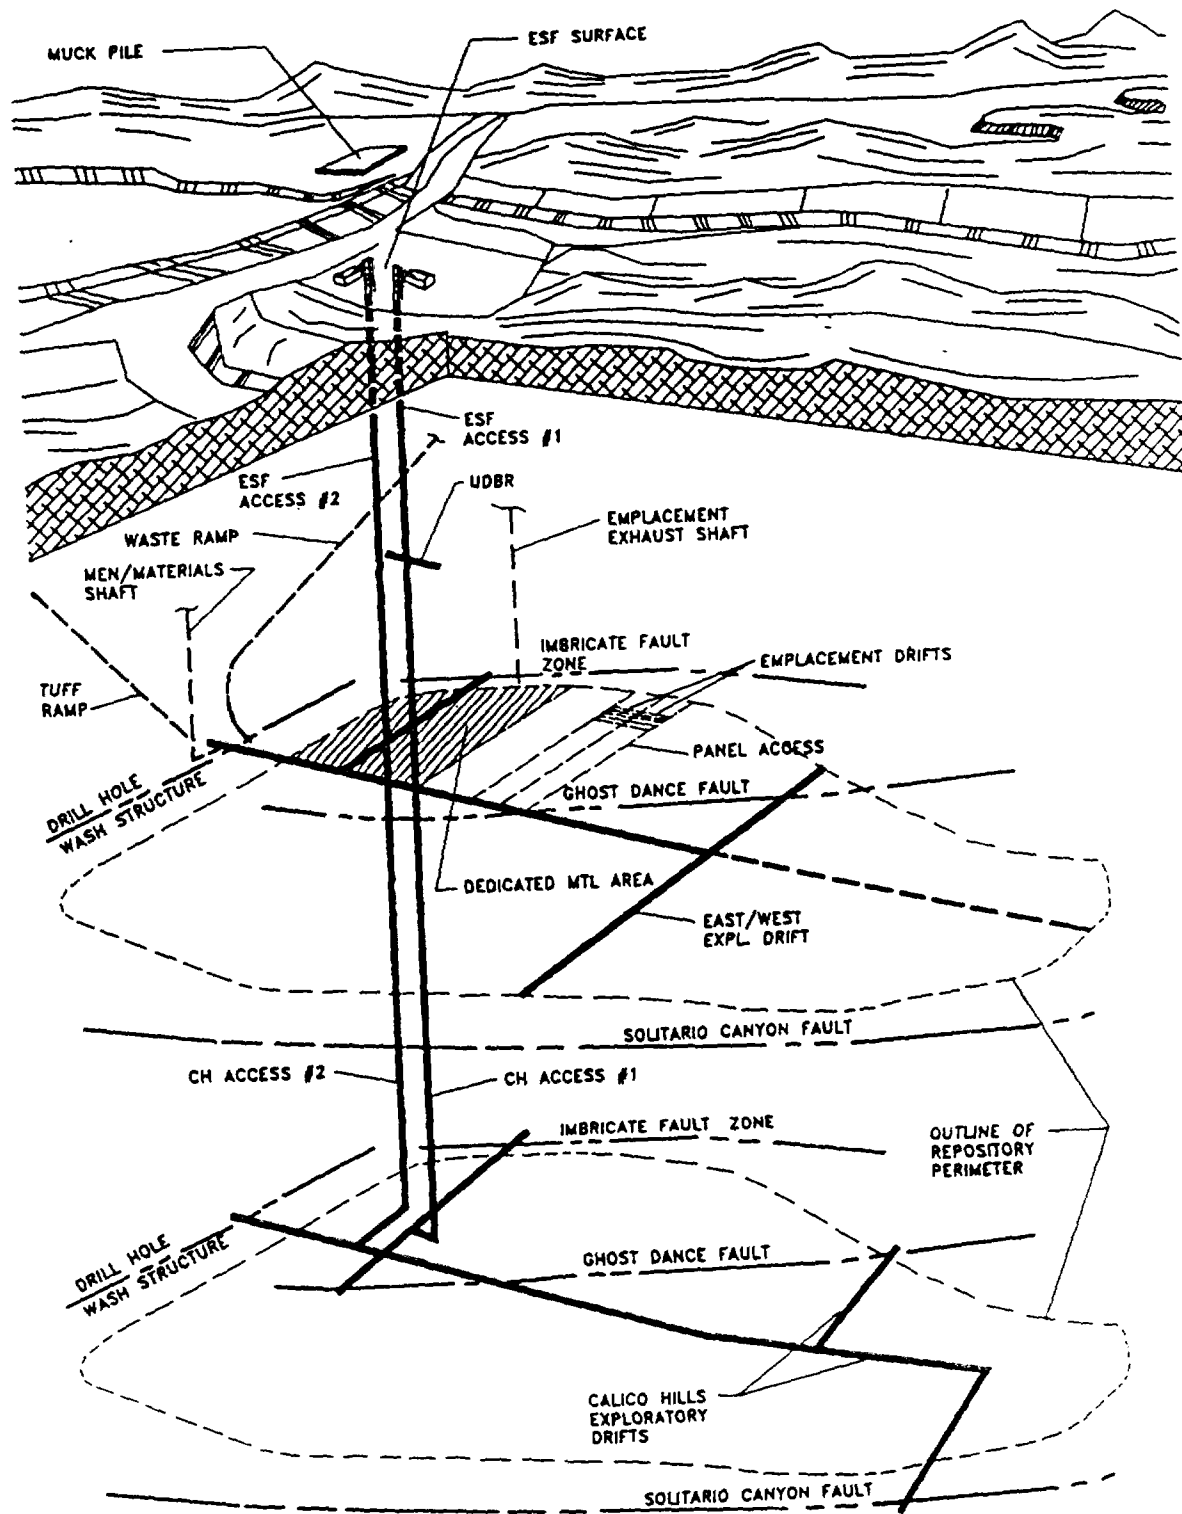 MUCK PILE
ESF SURFACE
ESF
ACCESS #1
ESF
ACCESS #2
UDBR
WASTE RAMP
EMPLACEMENT
EXHAUST SHAFT
MEN/MATERIALS
SHAFT
TUFF
RAMP
IMBRICATE FAULT
ZONE
EMPLACEMENT DRIFTS
PANEL ACCESS
DRILL HOLE
WASH STRUCTURE
GHOST DANCE FAULT
DEDICATED MTL AREA
EAST/WEST
EXPL. DRIFT
SOLITARIO CANYON FAULT
CH ACCESS #2
CH ACCESS #1
IMBRICATE FAULT ZONE
OUTLINE OF
REPOSITORY
PERIMETER
DRILL HOLE
WASH STRUCTURE
GHOST DANCE FAULT
CALICO HILLS
EXPLORATORY
DRIFTS
SOLITARIO CANYON FAULT